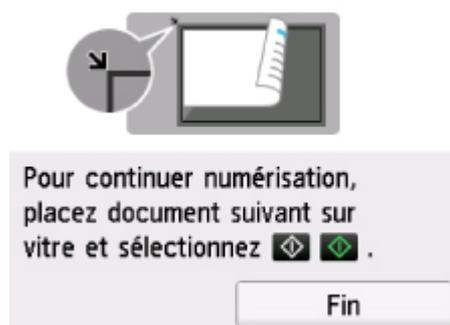 Pour continuer numérisation,
placez document suivant sur
vitre et sélectionnez .
Fin